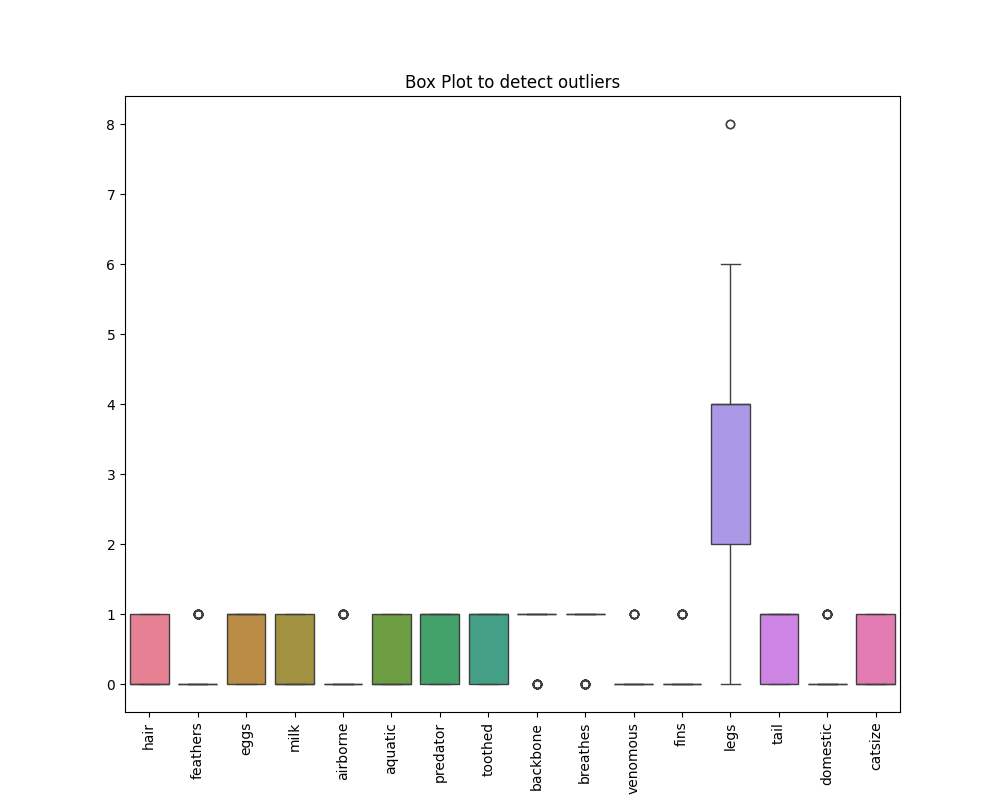 Box Plot to detect outliers
8
7
6
5
4
3
2
1
0
hair
feathers
eggs
milk
airborne
aquatic
predator
toothed
backbone
breathes
venomous
fins
legs
tail
domestic
catsize